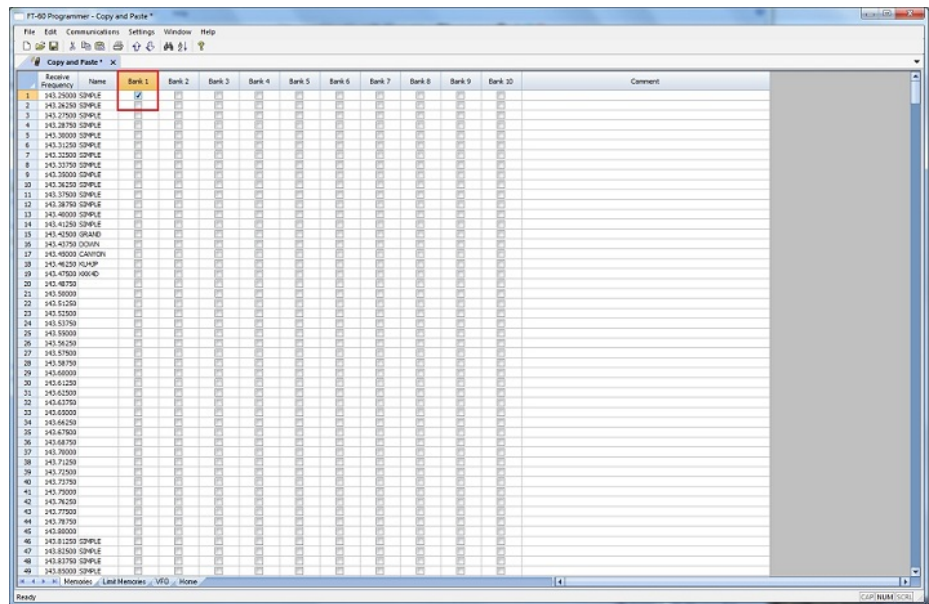 FT-60 Programmer - Copy and Paste *
File Edit Communications Settings Window Help
Copy and Paste * X
Receive Frequency Name Bank 1 Bank 2 Bank 3 Bank 4 Bank 5 Bank 6 Bank 7 Bank 8 Bank 9 Bank 10 Comment
1 143.25000 SIMPLE
2 143.26250 SIMPLE
3 143.27500 SIMPLE
4 143.28750 SIMPLE
5 143.30000 SIMPLE
6 143.31250 SIMPLE
7 143.32500 SIMPLE
8 143.33750 SIMPLE
9 143.35000 SIMPLE
10 143.36250 SIMPLE
11 143.37500 SIMPLE
12 143.38750 SIMPLE
13 143.40000 SIMPLE
14 143.41250 SIMPLE
15 143.42500 GRAND
16 143.43750 DOWN
17 143.45000 CANYON
18 143.46250
19 143.47500
20 143.48750
21 143.50000
22 143.51250
23 143.52500
24 143.53750
25 143.55000
26 143.56250
27 143.57500
28 143.58750
29 143.60000
30 143.61250
31 143.62500
32 143.63750
33 143.65000
34 143.66250
35 143.67500
36 143.68750
37 143.70000
38 143.71250
39 143.72500
40 143.73750
41 143.75000
42 143.76250
43 143.77500
44 143.78750
45 143.80000
46 143.81250 SIMPLE
47 143.82500 SIMPLE
48 143.83750 SIMPLE
49 143.85000 SIMPLE
Memories Limit Memories VFO Home
Ready CAP NUM SCRL